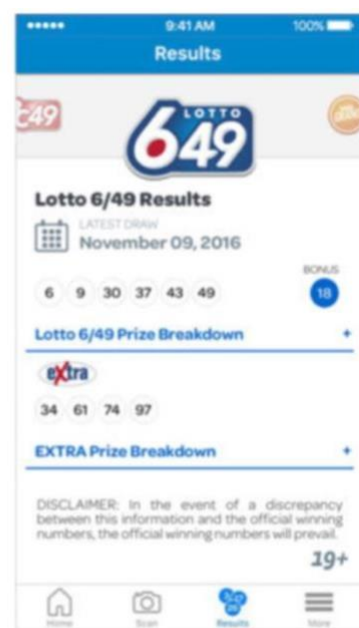 9:41 AM 100%
Results
C49
LOTTO
649
Lotto 6/49 Results
LATEST DRAW
November 09, 2016
BONUS
6 9 30 37 43 49 18
Lotto 6/49 Prize Breakdown +
extra
34 61 74 97
EXTRA Prize Breakdown +
DISCLAIMER: In the event of a discrepancy
between this information and the official winning
numbers, the official winning numbers will prevail.
19+
Home Scan Results More